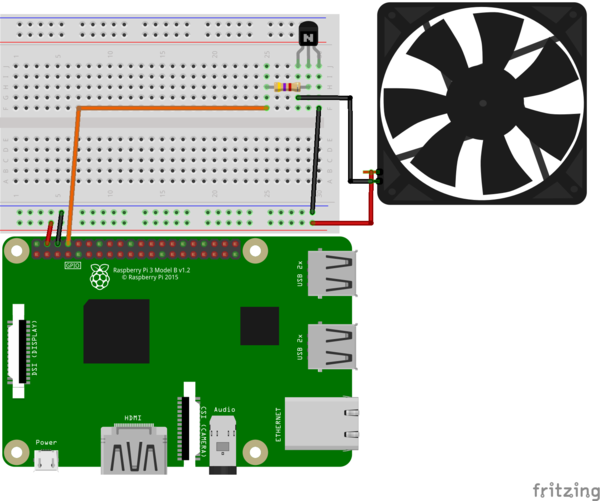 N
GPIO
Raspberry Pi 3 Model B v1.2
© Raspberry Pi 2015
USB 2x
DSI (DISPLAY)
USB 2x
CSI (CAMERA)
Audio
ETHERNET
HDMI
Power
fritzing